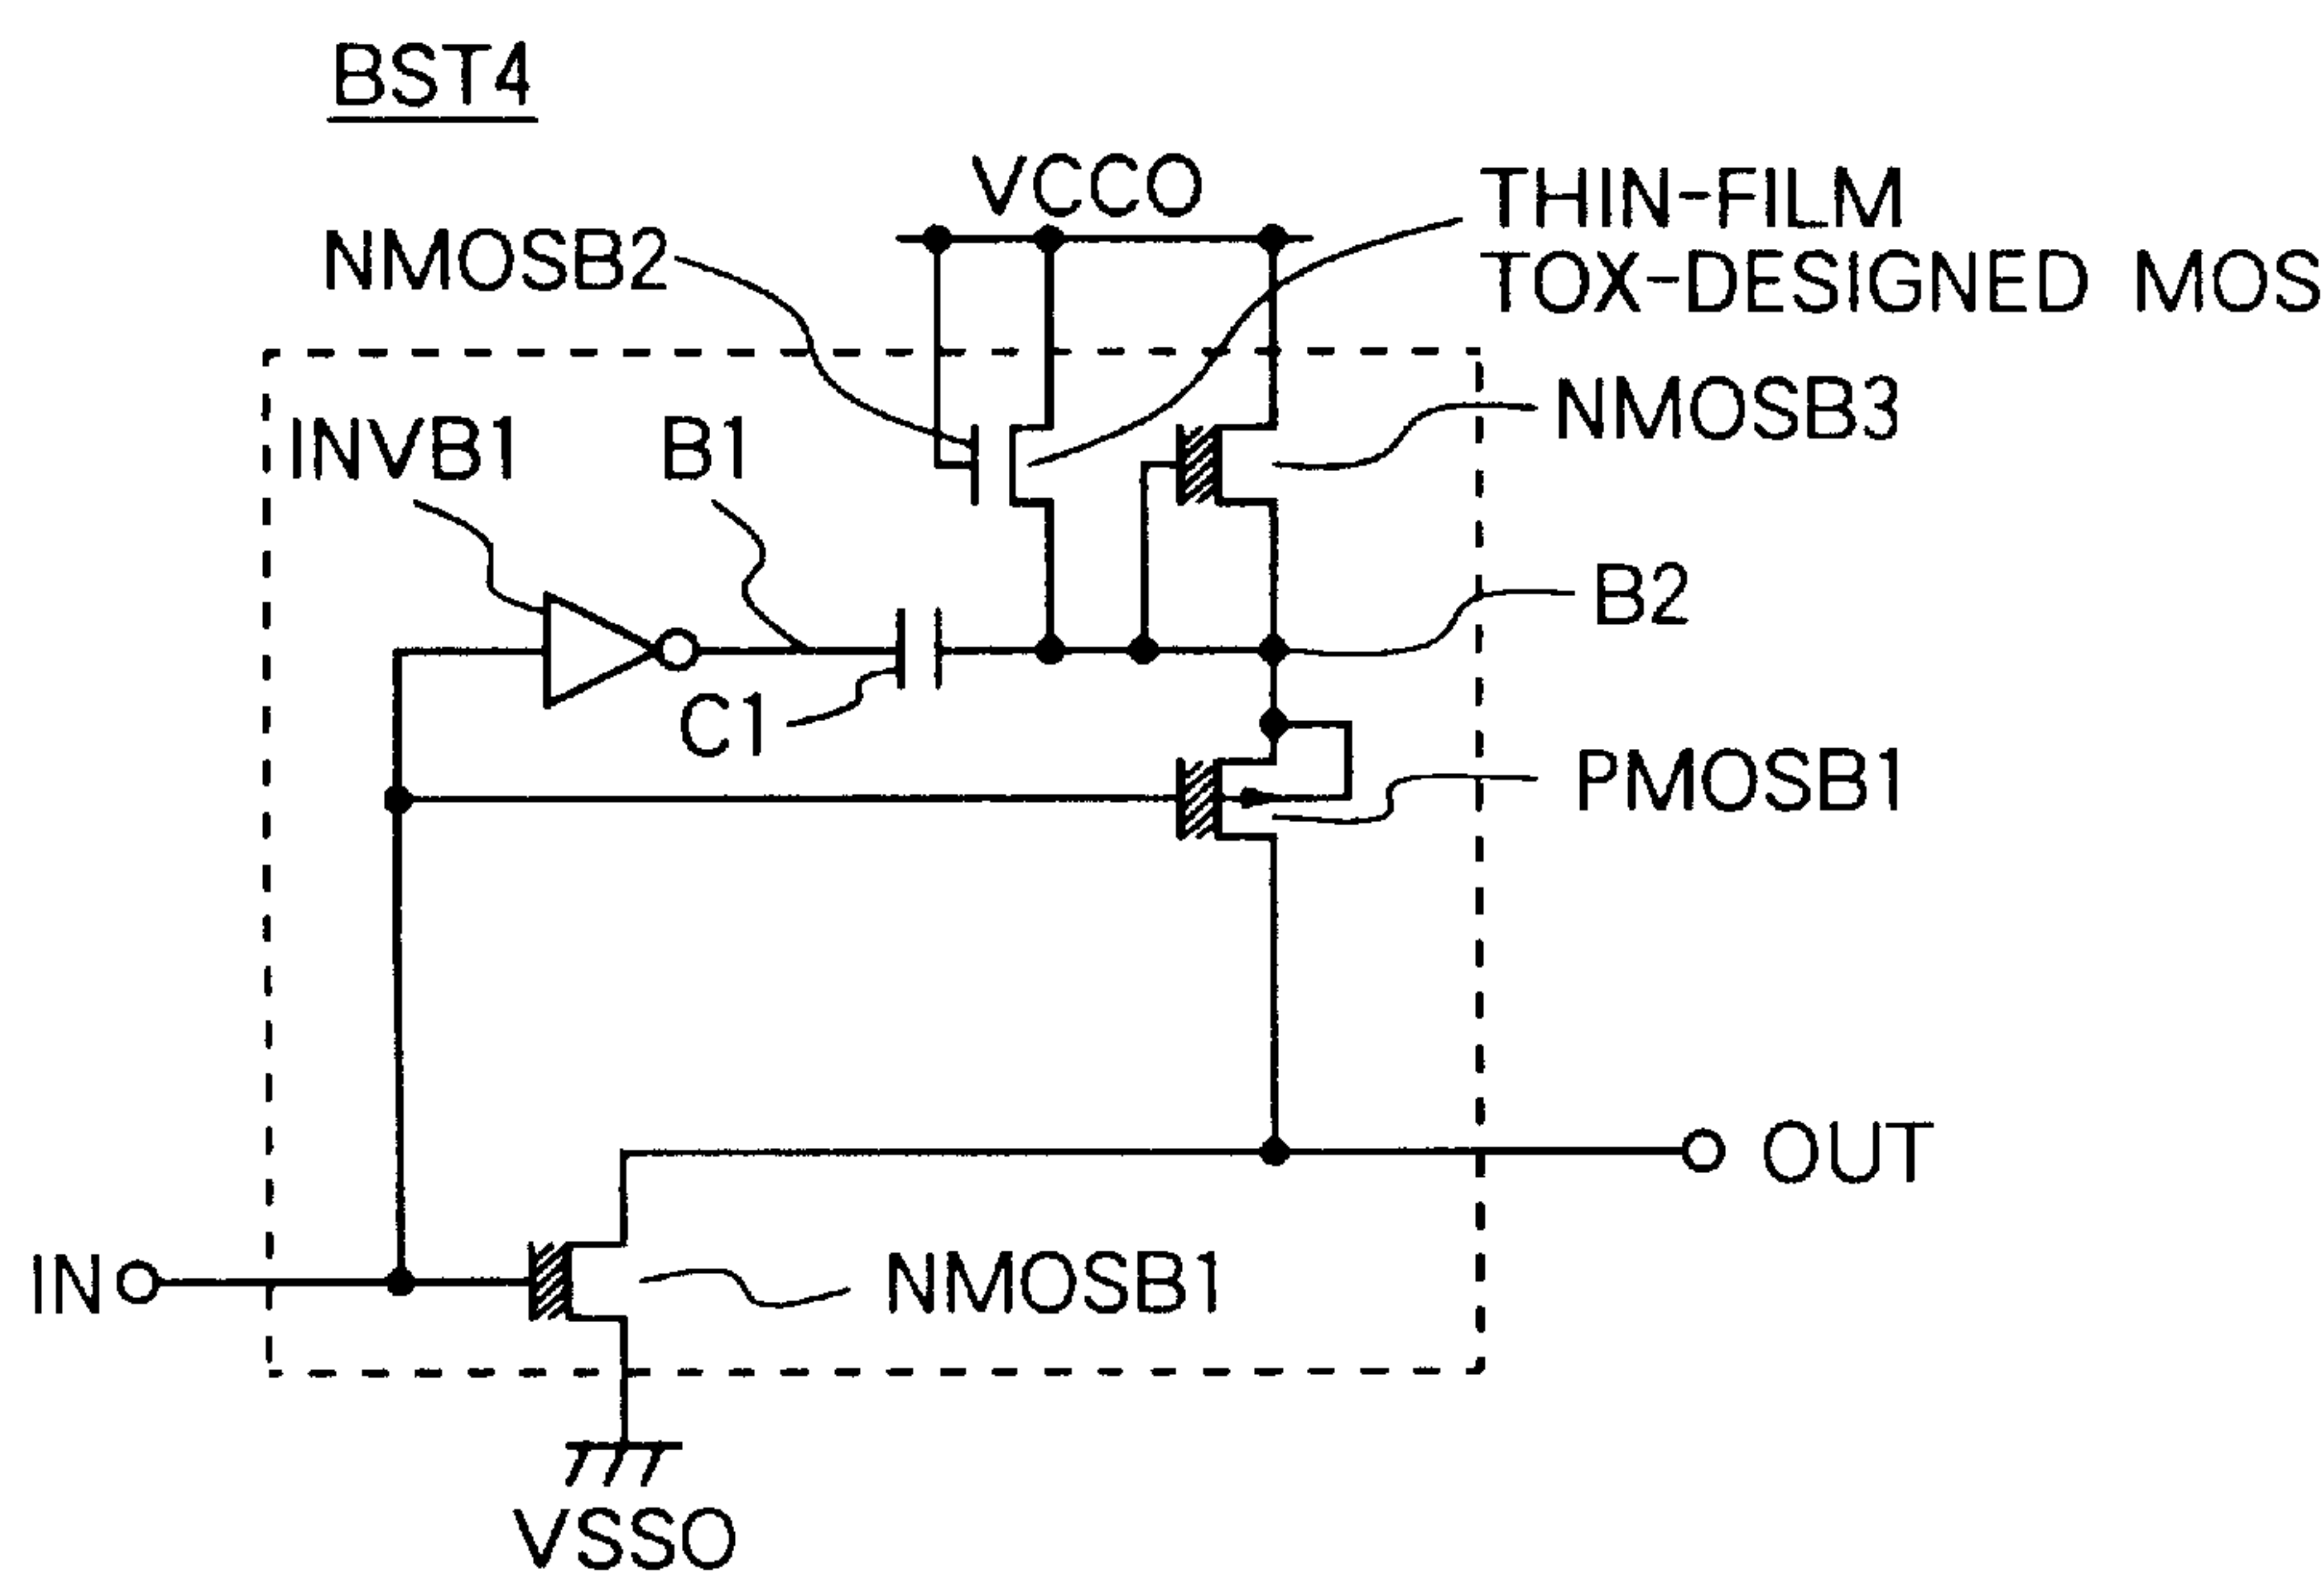 BST4
VCCO
THIN-FILM
TOX-DESIGNED MOS
NMOSB2
NMOSB3
INVB1
B1
B2
C1
PMOSB1
OUT
IN
NMOSB1
VSSO